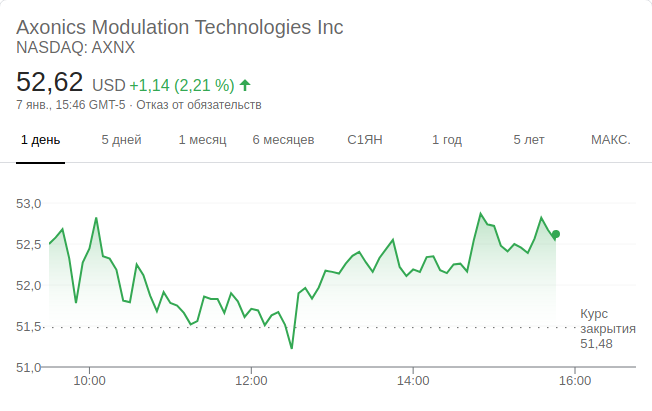 Axonics Modulation Technologies Inc
NASDAQ: AXNX
52,62 USD +1,14 (2,21 %)
7 янв., 15:46 GMT-5 · Отказ от обязательств
1 день 5 дней 1 месяц 6 месяцев С1ЯН 1 год 5 лет МАКС.
53,0
52,5
52,0
51,5
51,0
Курс
закрытия
51,48
10:00 12:00 14:00 16:00